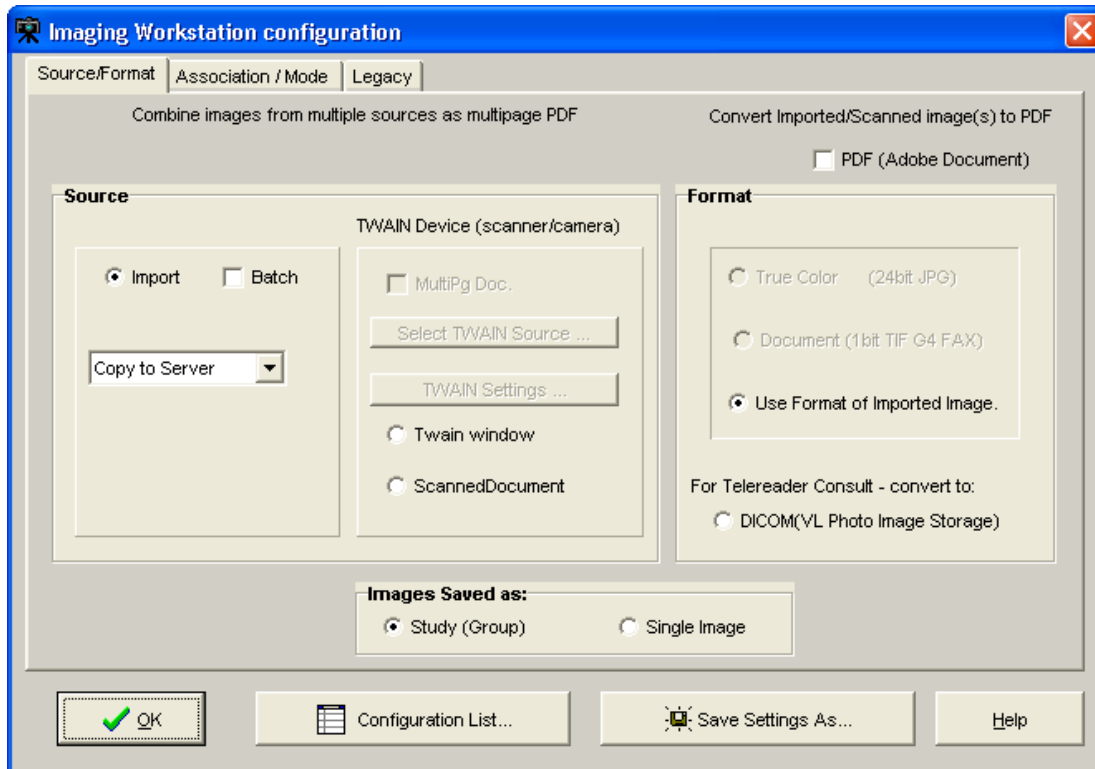 Imaging Workstation configuration
Source/Format
Association / Mode
Legacy
Combine images from multiple sources as multipage PDF
Convert Imported/Scanned image(s) to PDF
PDF (Adobe Document)
Source
Import
Batch
Copy to Server
TWAIN Device (scanner/camera)
MultiPg Doc.
Select TWAIN Source ...
TWAIN Settings ...
Twain window
ScannedDocument
Format
True Color (24bit JPG)
Document (1bit TIF G4 FAX)
Use Format of Imported Image.
For Telereader Consult - convert to:
DICOM(VL Photo Image Storage)
Images Saved as:
Study (Group)
Single Image
OK
Configuration List...
Save Settings As...
Help